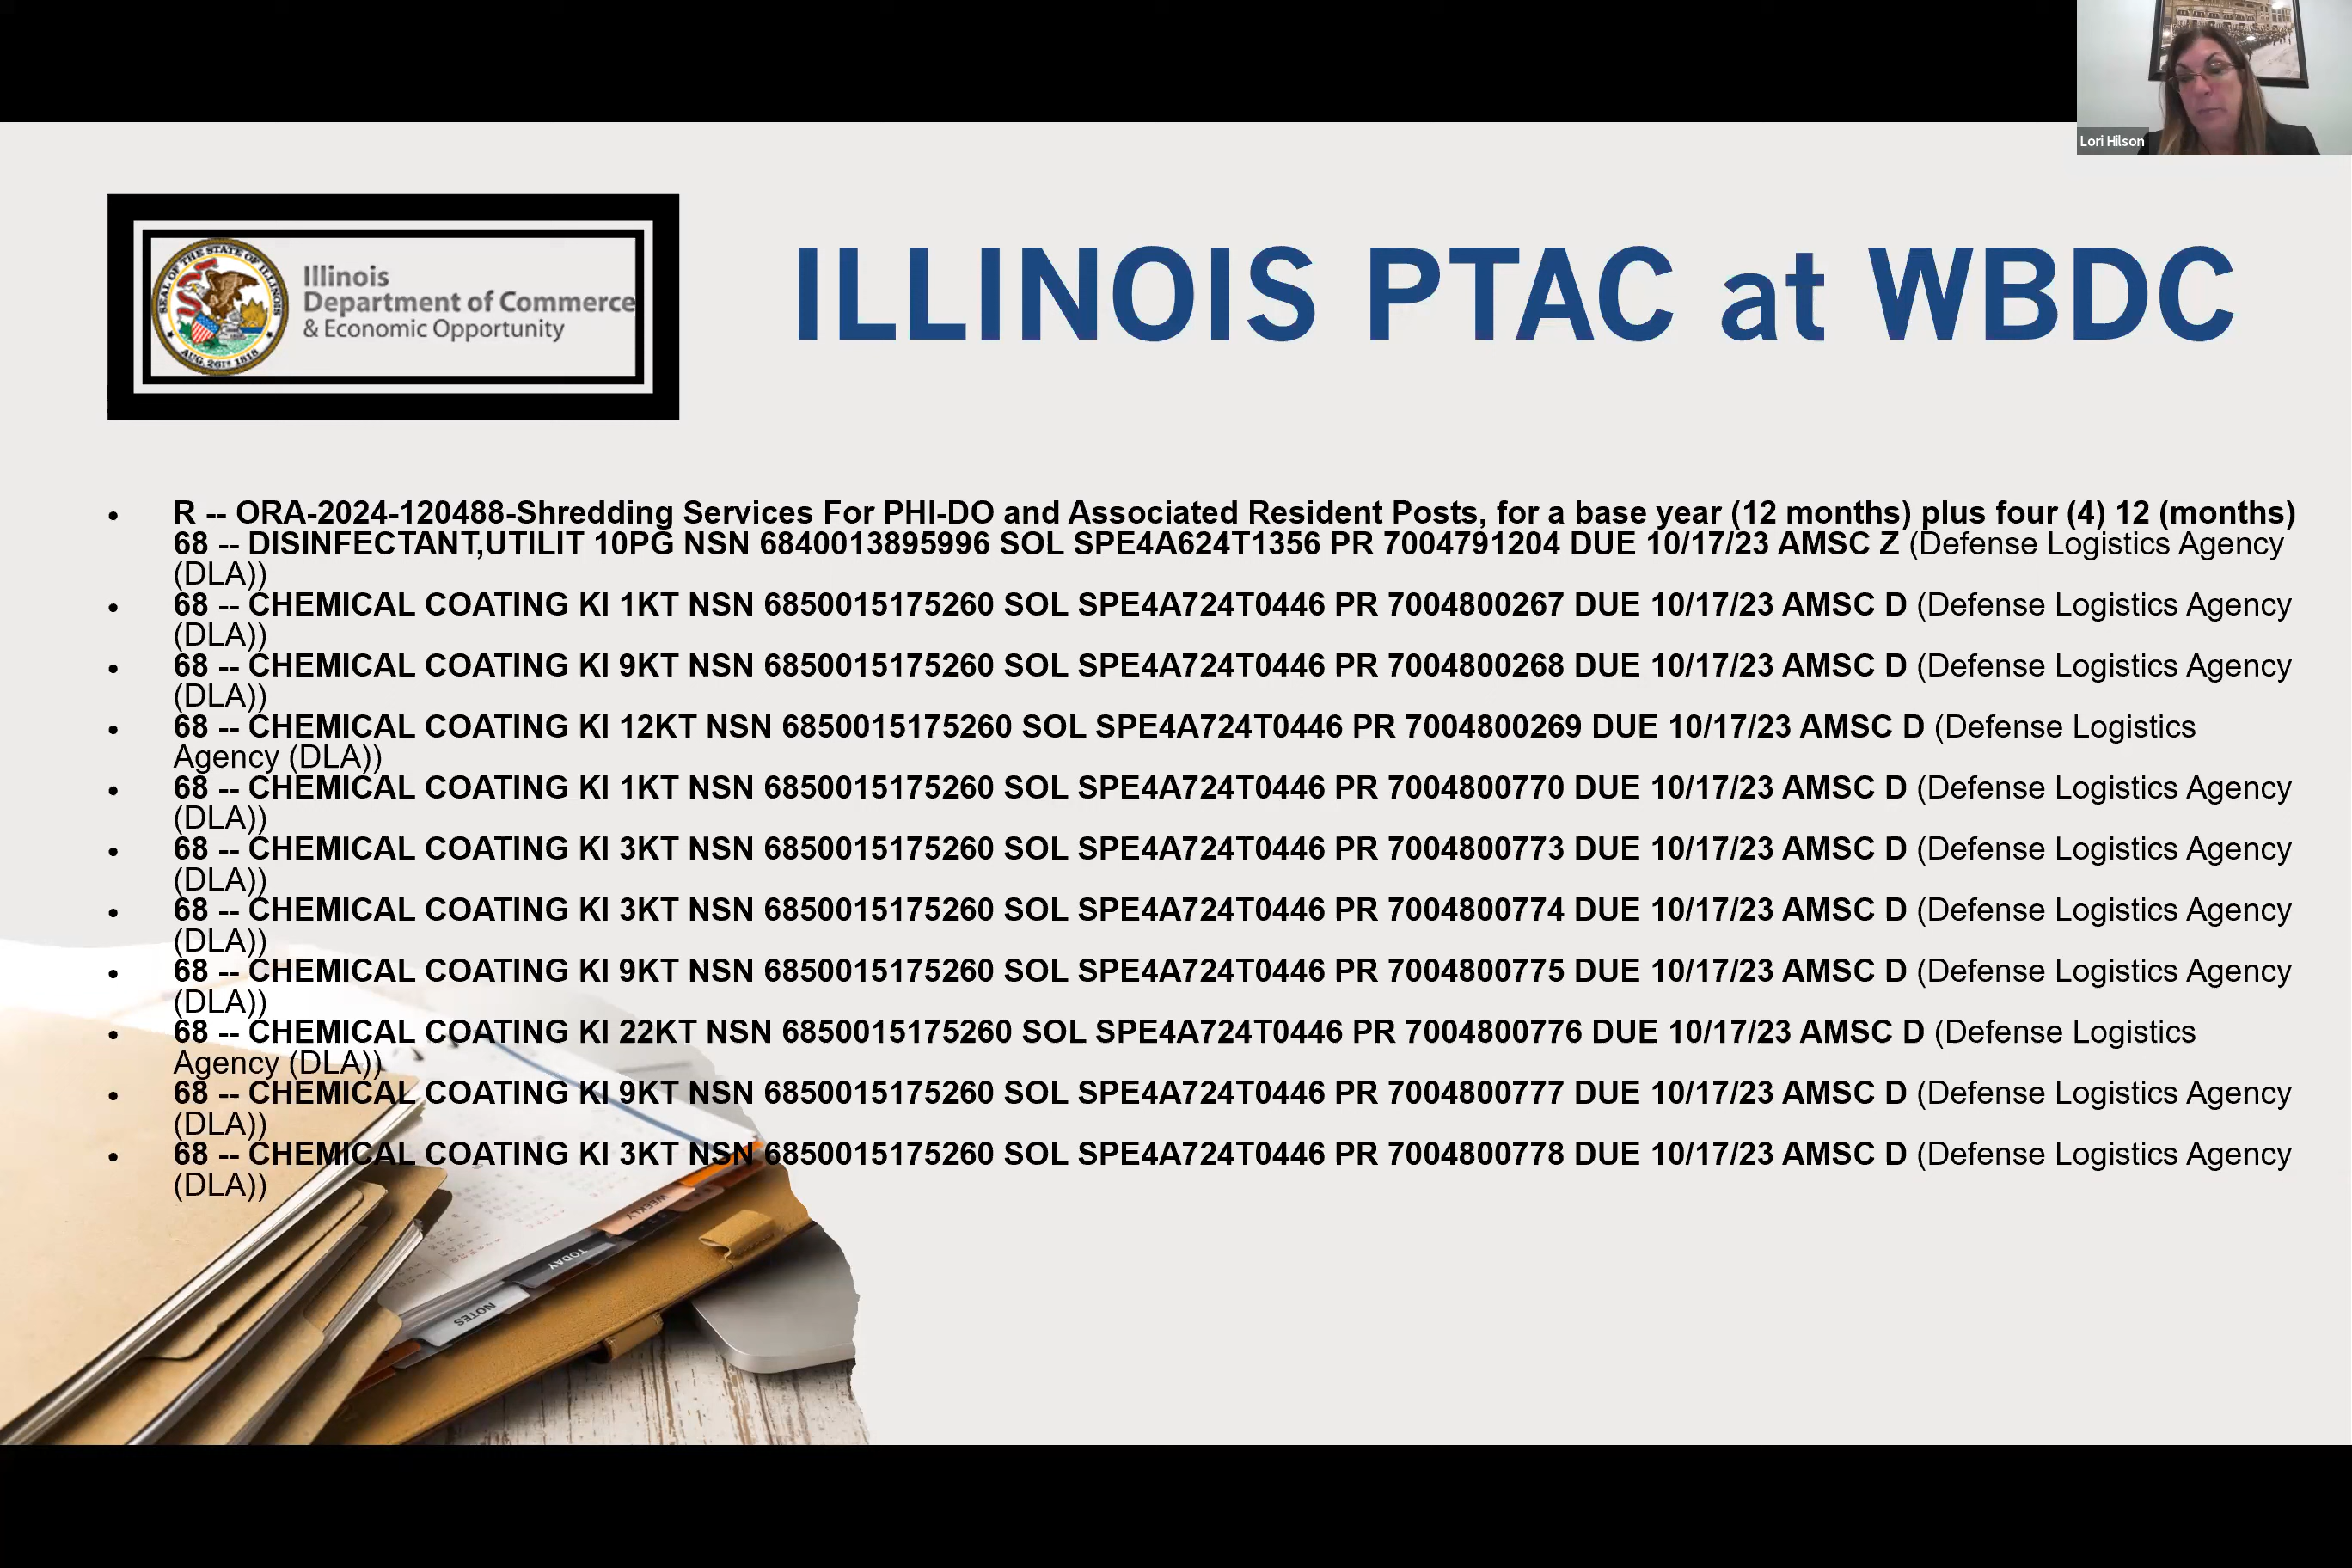 Lori Hilson
SEAL OF THE STATE OF ILLINOIS
AUG. 26TH 1818
Illinois
Department of Commerce
& Economic Opportunity
ILLINOIS PTAC at WBDC
• R -- ORA-2024-120488-Shredding Services For PHI-DO and Associated Resident Posts, for a base year (12 months) plus four (4) 12 (months)
68 -- DISINFECTANT,UTILIT 10PG NSN 6840013895996 SOL SPE4A624T1356 PR 7004791204 DUE 10/17/23 AMSC Z (Defense Logistics Agency
(DLA))
• 68 -- CHEMICAL COATING KI 1KT NSN 6850015175260 SOL SPE4A724T0446 PR 7004800267 DUE 10/17/23 AMSC D (Defense Logistics Agency
(DLA))
• 68 -- CHEMICAL COATING KI 9KT NSN 6850015175260 SOL SPE4A724T0446 PR 7004800268 DUE 10/17/23 AMSC D (Defense Logistics Agency
(DLA))
• 68 -- CHEMICAL COATING KI 12KT NSN 6850015175260 SOL SPE4A724T0446 PR 7004800269 DUE 10/17/23 AMSC D (Defense Logistics
Agency (DLA))
• 68 -- CHEMICAL COATING KI 1KT NSN 6850015175260 SOL SPE4A724T0446 PR 7004800770 DUE 10/17/23 AMSC D (Defense Logistics Agency
(DLA))
• 68 -- CHEMICAL COATING KI 3KT NSN 6850015175260 SOL SPE4A724T0446 PR 7004800773 DUE 10/17/23 AMSC D (Defense Logistics Agency
(DLA))
• 68 -- CHEMICAL COATING KI 3KT NSN 6850015175260 SOL SPE4A724T0446 PR 7004800774 DUE 10/17/23 AMSC D (Defense Logistics Agency
(DLA))
• 68 -- CHEMICAL COATING KI 9KT NSN 6850015175260 SOL SPE4A724T0446 PR 7004800775 DUE 10/17/23 AMSC D (Defense Logistics Agency
(DLA))
• 68 -- CHEMICAL COATING KI 22KT NSN 6850015175260 SOL SPE4A724T0446 PR 7004800776 DUE 10/17/23 AMSC D (Defense Logistics
Agency (DLA))
• 68 -- CHEMICAL COATING KI 9KT NSN 6850015175260 SOL SPE4A724T0446 PR 7004800777 DUE 10/17/23 AMSC D (Defense Logistics Agency
(DLA))
• 68 -- CHEMICAL COATING KI 3KT NSN 6850015175260 SOL SPE4A724T0446 PR 7004800778 DUE 10/17/23 AMSC D (Defense Logistics Agency
(DLA))
WEEKLY
TODAY
NOTES